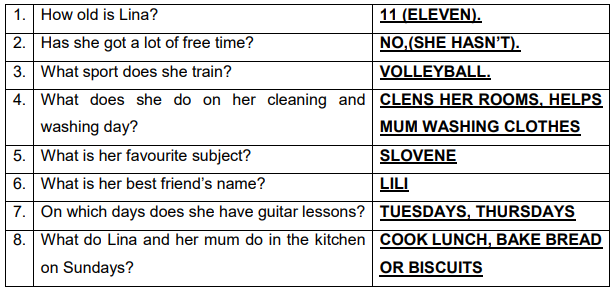 1. How old is Lina? 11 (ELEVEN).
2. Has she got a lot of free time? NO,(SHE HASN'T).
3. What sport does she train? VOLLEYBALL.
4. What does she do on her cleaning and washing day? CLENS HER ROOMS, HELPS MUM WASHING CLOTHES
5. What is her favourite subject? SLOVENE
6. What is her best friend's name? LILI
7. On which days does she have guitar lessons? TUESDAYS, THURSDAYS
8. What do Lina and her mum do in the kitchen on Sundays? COOK LUNCH, BAKE BREAD OR BISCUITS